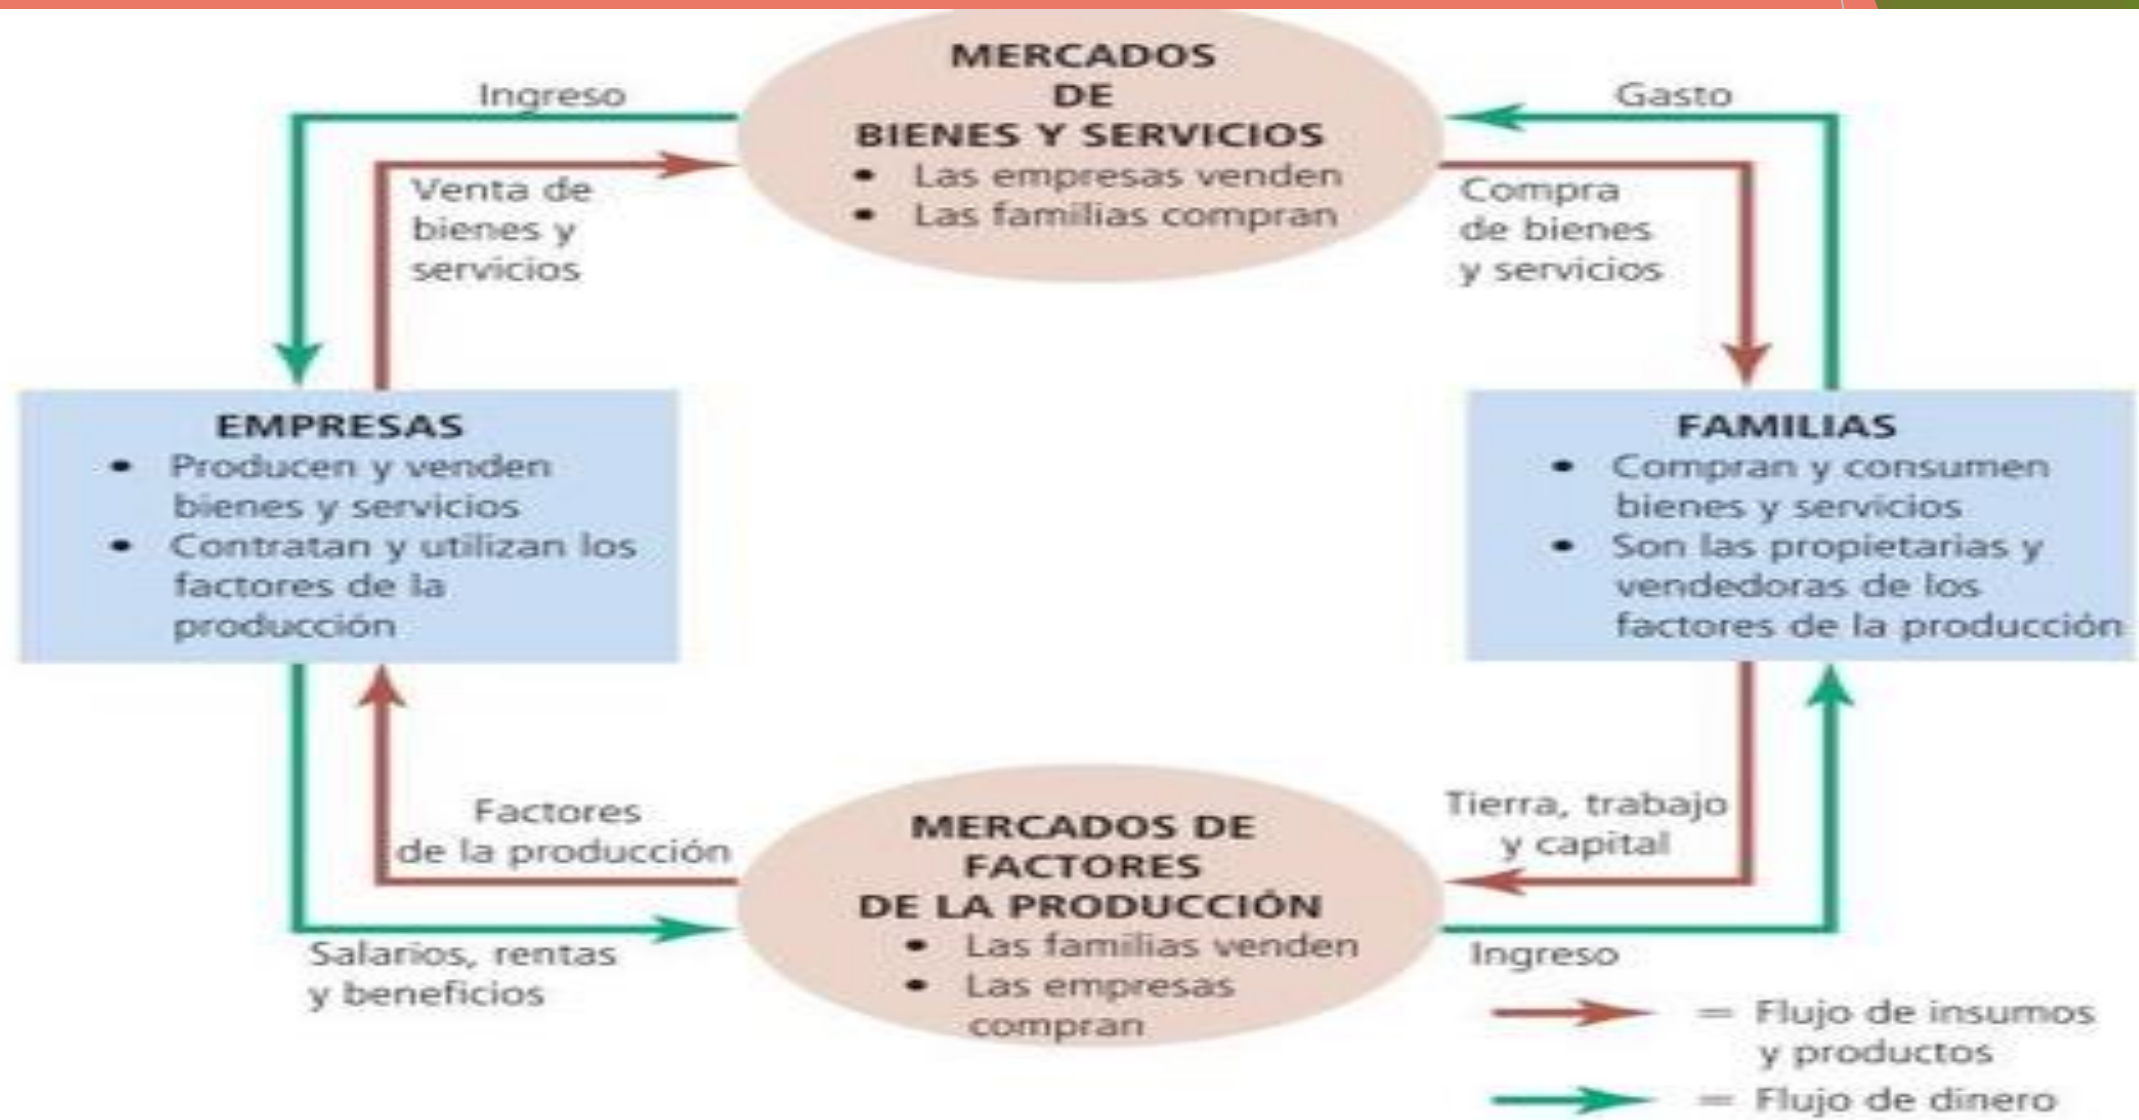 MERCADOS
DE
BIENES Y SERVICIOS
• Las empresas venden
• Las familias compran
Ingreso
Gasto
Venta de
bienes y
servicios
Compra
de bienes
y servicios
EMPRESAS
• Producen y venden
bienes y servicios
• Contratan y utilizan los
factores de la
producción
FAMILIAS
• Compran y consumen
bienes y servicios
• Son las propietarias y
vendedoras de los
factores de la producción
Factores
de la producción
Tierra, trabajo
y capital
MERCADOS DE
FACTORES
DE LA PRODUCCIÓN
• Las familias venden
• Las empresas
compran
Salarios, rentas
y beneficios
Ingreso
= Flujo de insumos
y productos
= Flujo de dinero